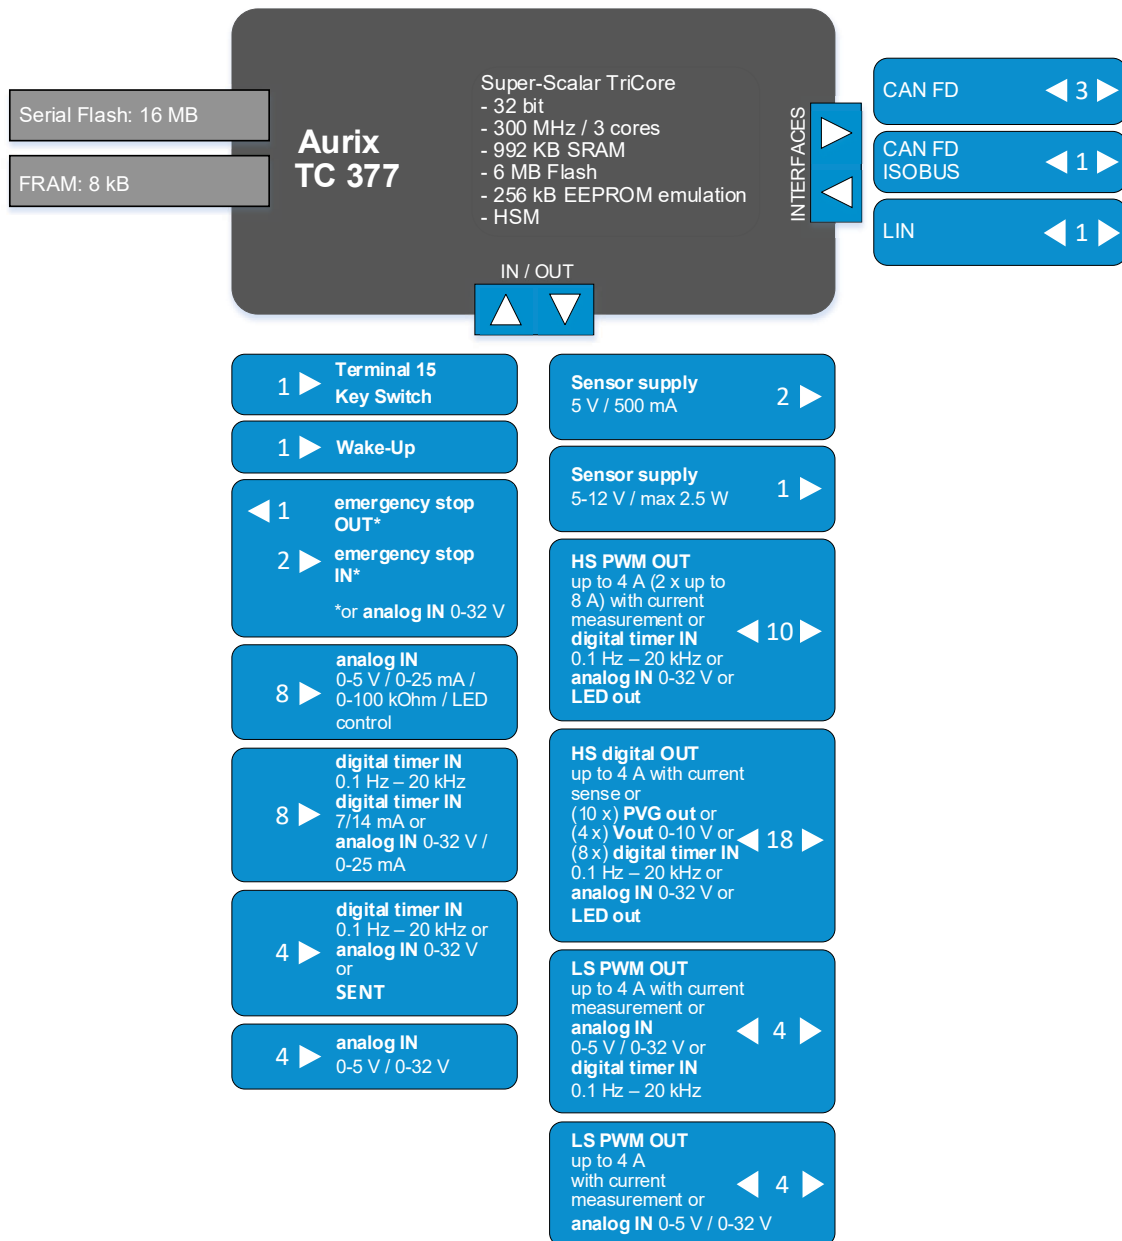 Serial Flash: 16 MB
FRAM: 8 kB
Aurix
TC 377
Super-Scalar TriCore
- 32 bit
- 300 MHz / 3 cores
- 992 KB SRAM
- 6 MB Flash
- 256 kB EEPROM emulation
- HSM
INTERFACES
IN / OUT
CAN FD
3
CAN FD
ISOBUS
1
LIN
1
1
Terminal 15
Key Switch
1
Wake-Up
1
emergency stop
OUT*
2
emergency stop
IN*
*or analog IN 0-32 V
8
analog IN
0-5 V / 0-25 mA /
0-100 kOhm / LED
control
8
digital timer IN
0.1 Hz – 20 kHz
digital timer IN
7/14 mA or
analog IN 0-32 V /
0-25 mA
4
digital timer IN
0.1 Hz – 20 kHz or
analog IN 0-32 V
or
SENT
4
analog IN
0-5 V / 0-32 V
Sensor supply
5 V / 500 mA
2
Sensor supply
5-12 V / max 2.5 W
1
HS PWM OUT
up to 4 A (2 x up to
8 A) with current
measurement or
digital timer IN
0.1 Hz – 20 kHz or
analog IN 0-32 V or
LED out
10
HS digital OUT
up to 4 A with current
sense or
(10 x) PVG out or
(4 x) Vout 0-10 V or
(8 x) digital timer IN
0.1 Hz – 20 kHz or
analog IN 0-32 V or
LED out
18
LS PWM OUT
up to 4 A with current
measurement or
analog IN
0-5 V / 0-32 V or
digital timer IN
0.1 Hz – 20 kHz
4
LS PWM OUT
up to 4 A
with current
measurement or
analog IN 0-5 V / 0-32 V
4